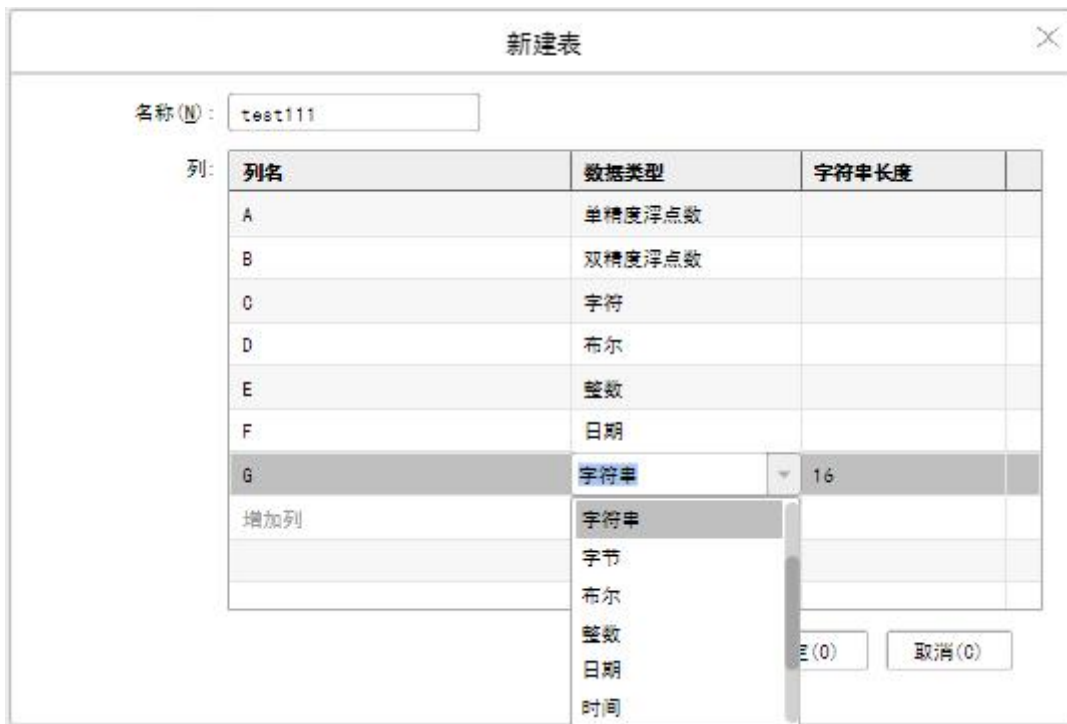 新建表
名称(N): test111
列:
列名 数据类型 字符串长度
A 单精度浮点数
B 双精度浮点数
C 字符
D 布尔
E 整数
F 日期
G 字符串 16
增加列
字符串
字节
布尔
整数
日期
时间
(O) 取消(C)